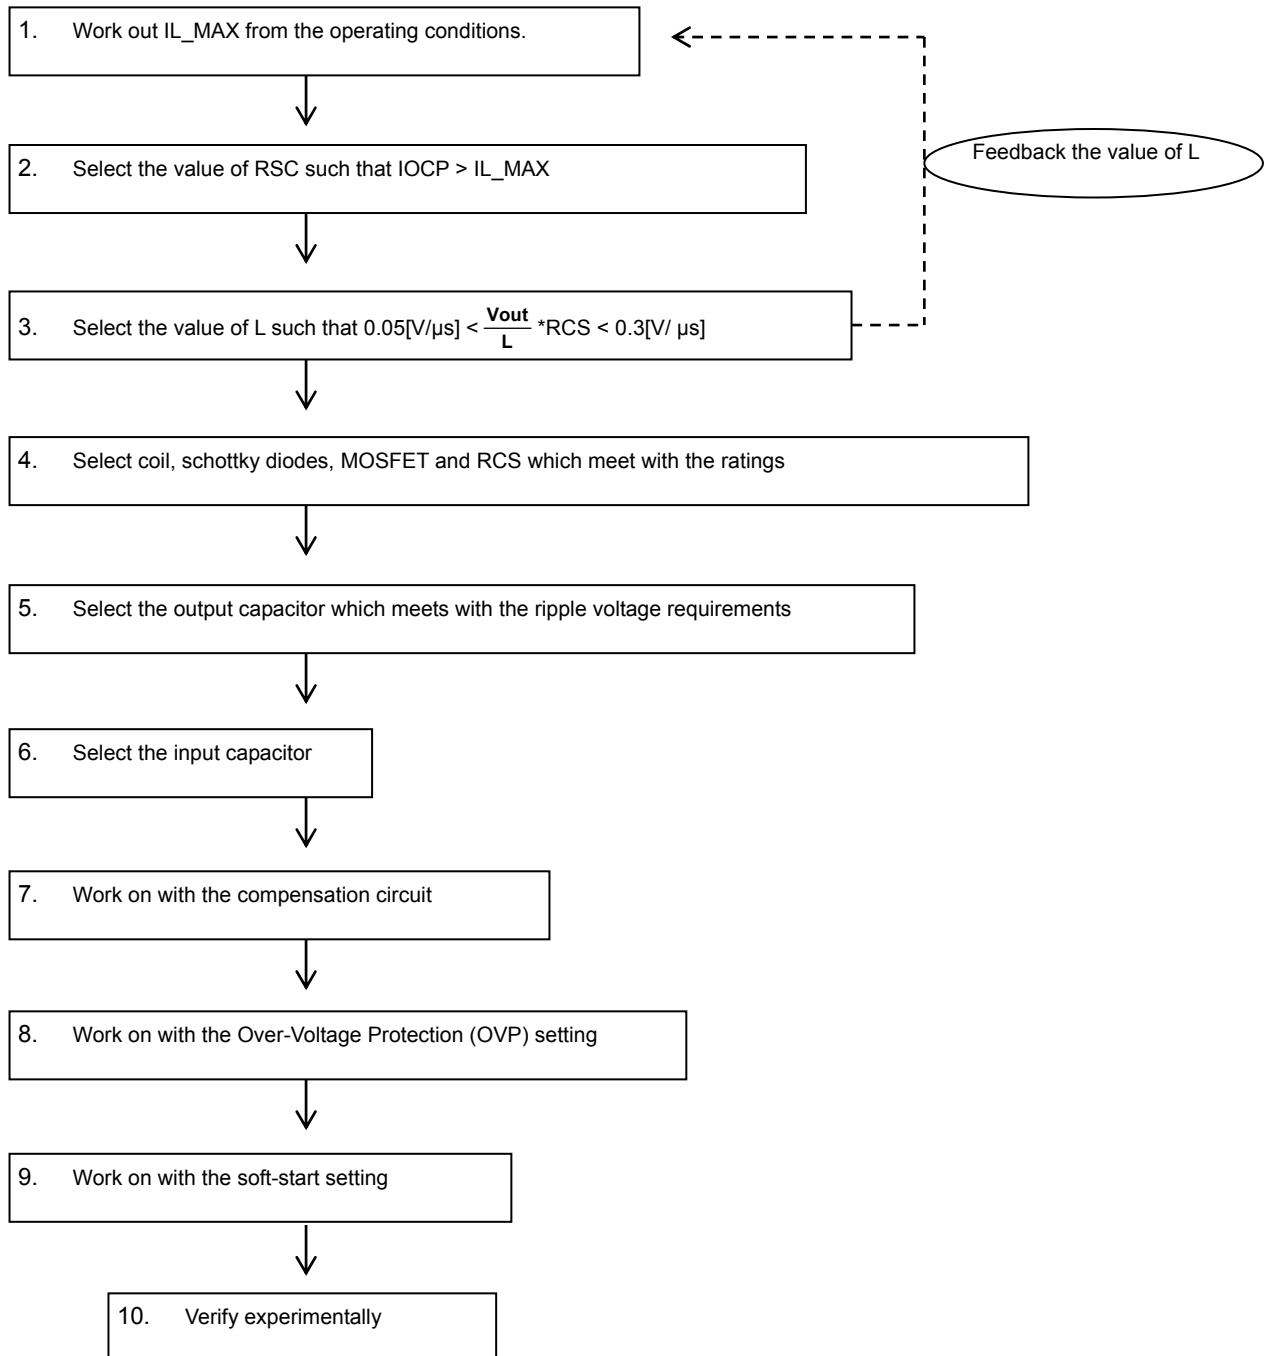 1. Work out IL_MAX from the operating conditions.
Feedback the value of L
2. Select the value of RSC such that IOCP > IL_MAX
3. Select the value of L such that 0.05[V/µs] < Vout/L *RCS < 0.3[V/ µs]
4. Select coil, schottky diodes, MOSFET and RCS which meet with the ratings
5. Select the output capacitor which meets with the ripple voltage requirements
6. Select the input capacitor
7. Work on with the compensation circuit
8. Work on with the Over-Voltage Protection (OVP) setting
9. Work on with the soft-start setting
10. Verify experimentally